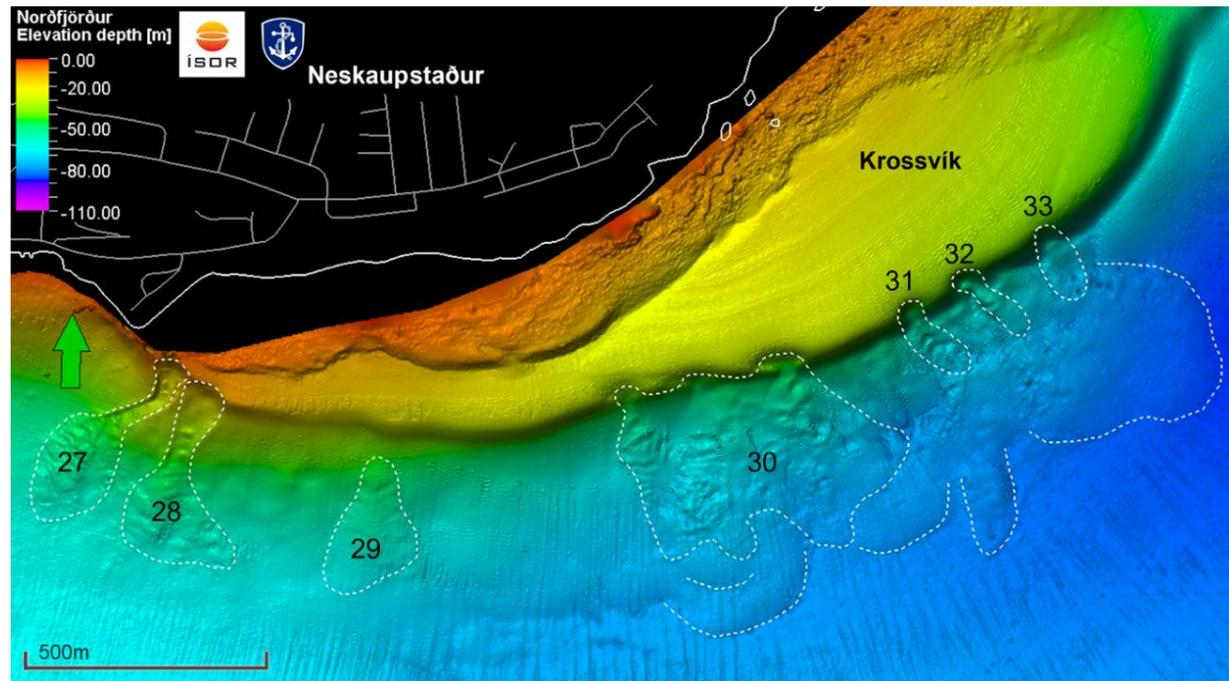 Norðfjörður
Elevation depth [m]
0.00
-20.00
-50.00
-80.00
-110.00
ÍSOR
Neskaupstaður
Krossvík
33
32
31
30
27
28
29
500m